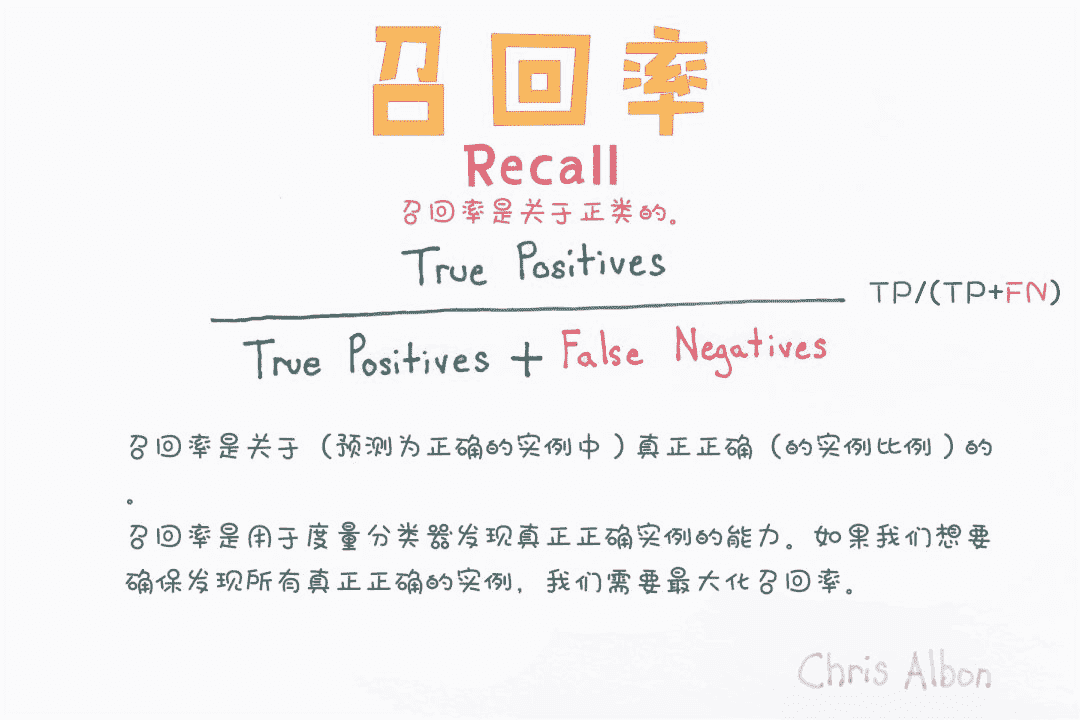 召回率
Recall
召回率是关于正类的。
True Positives
TP/(TP+FN)
True Positives + False Negatives
召回率是关于（预测为正确的实例中）真正正确（的实例比例）的
。
召回率是用于度量分类器发现真正正确实例的能力。如果我们想要
确保发现所有真正正确的实例，我们需要最大化召回率。
Chris Albon